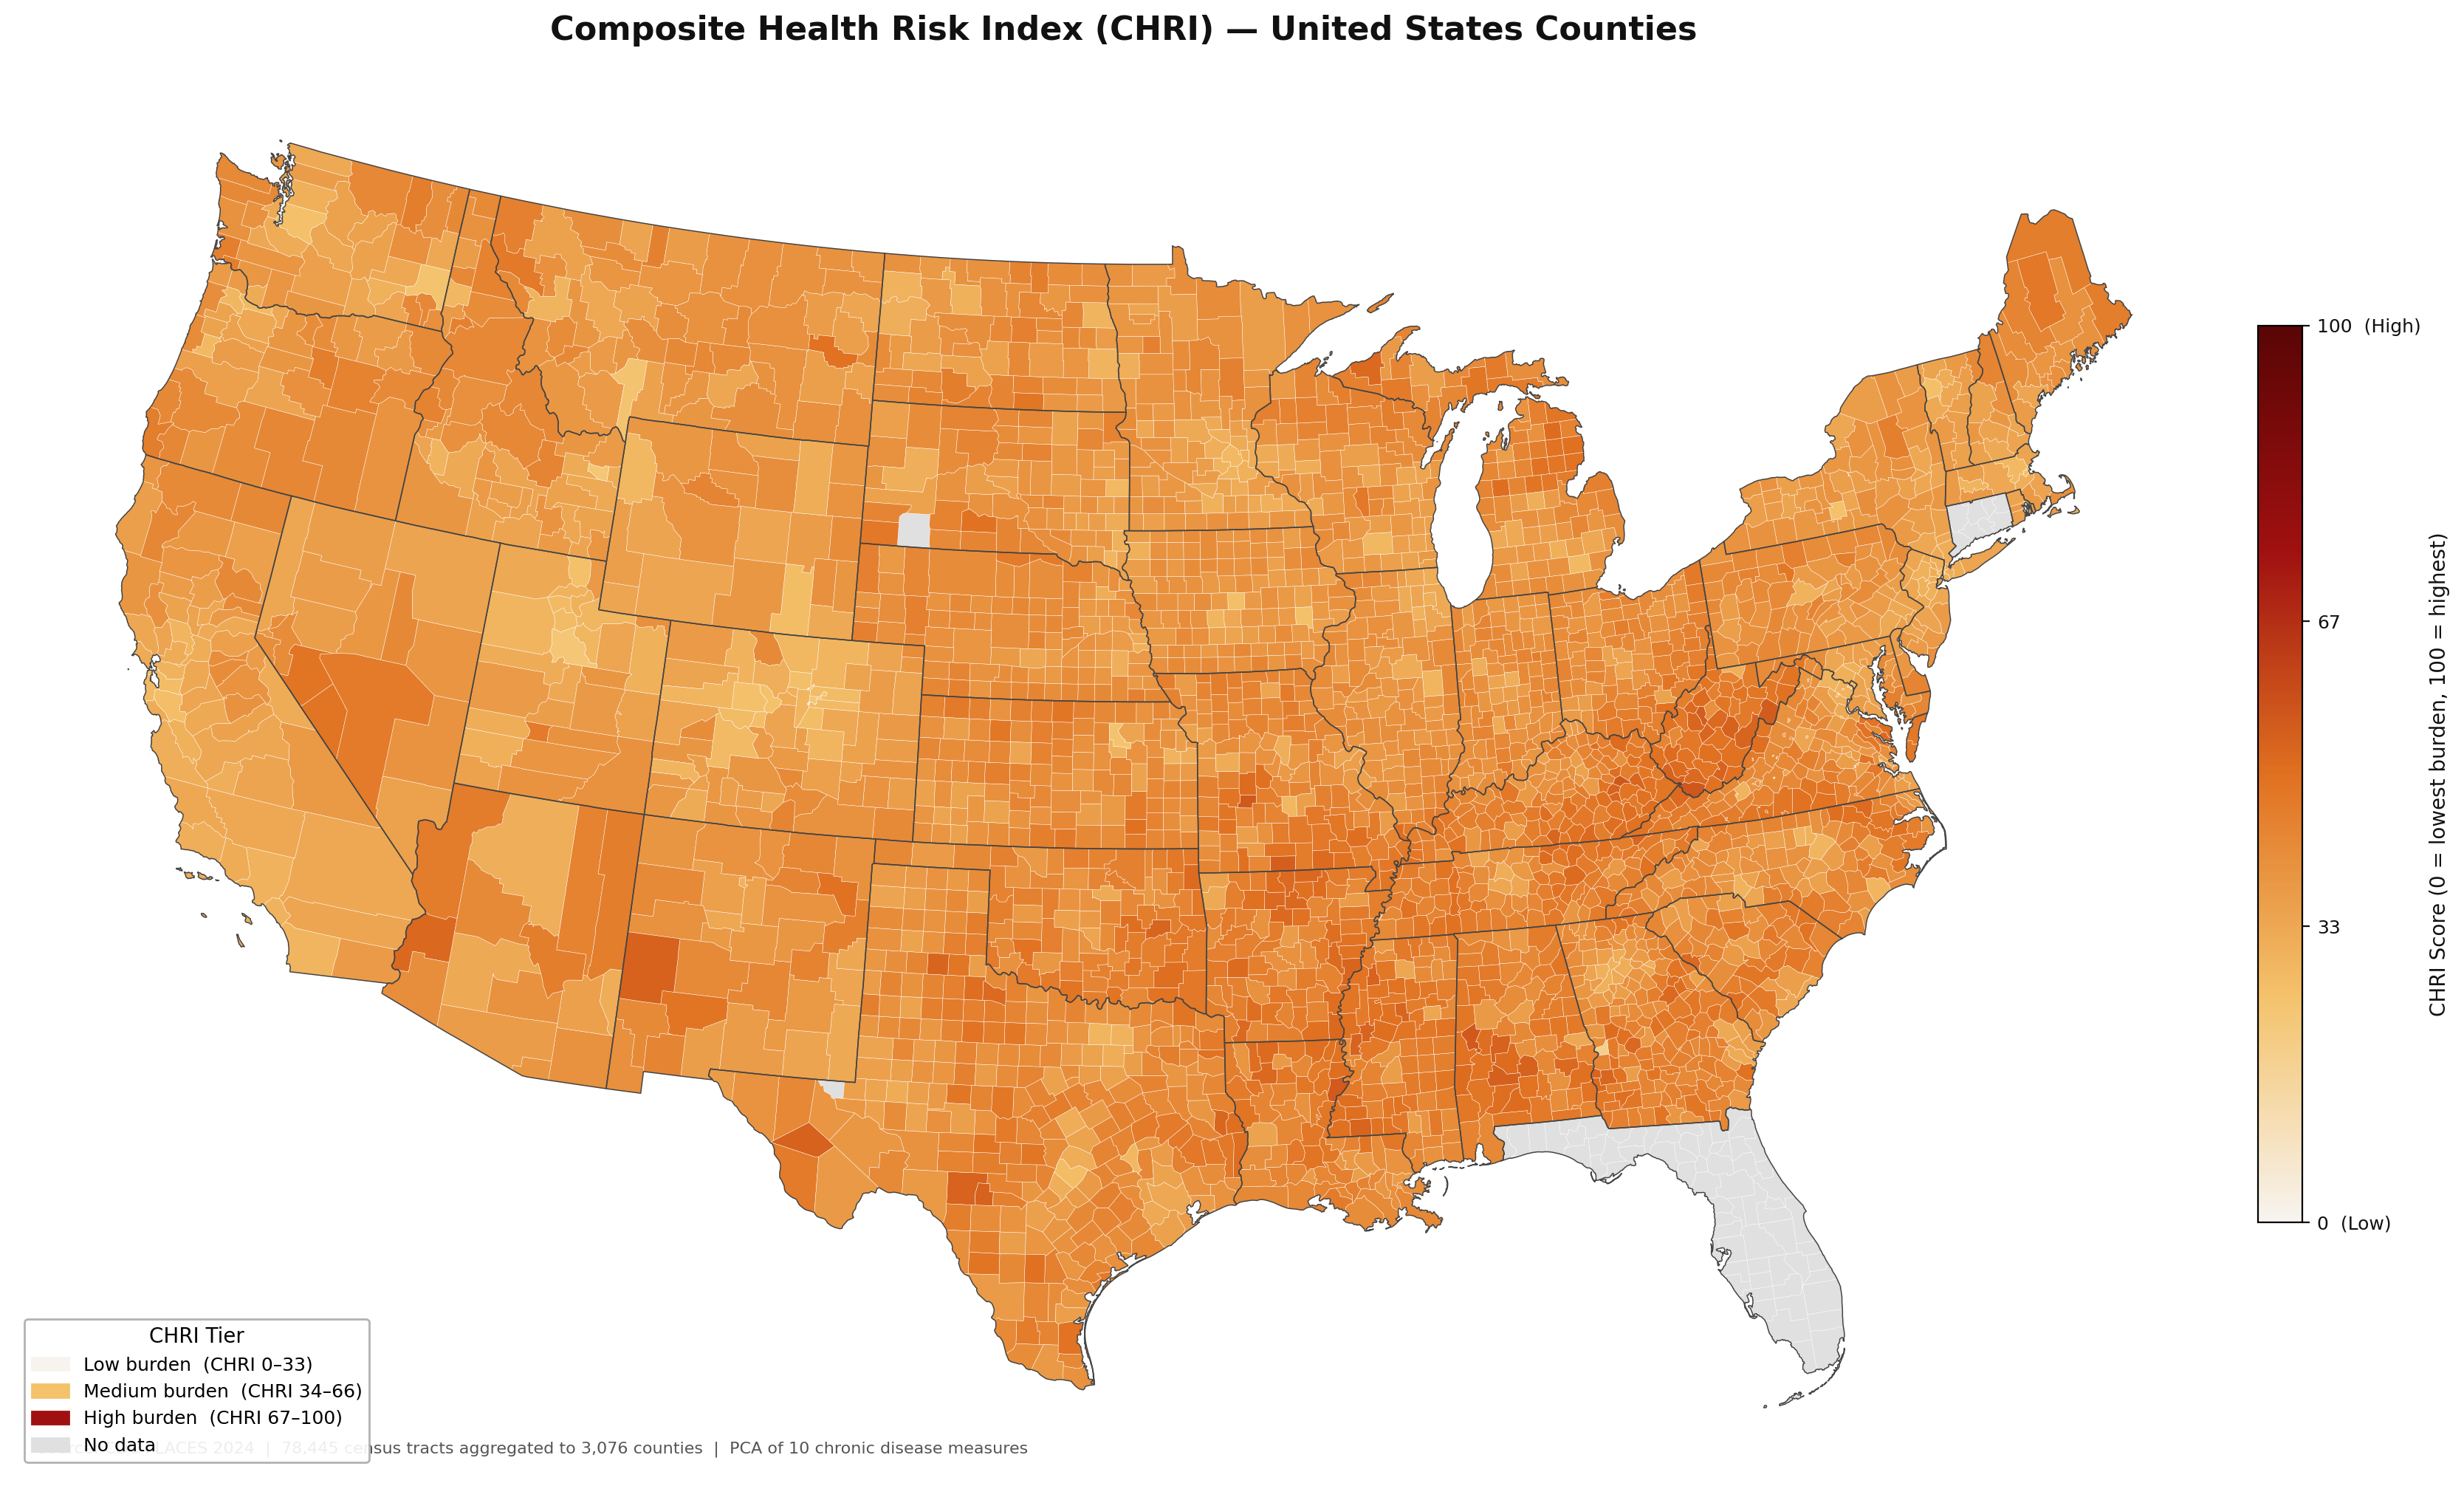 Composite Health Risk Index (CHRI) — United States Counties
100 (High)
67
33
0 (Low)
CHRI Score (0 = lowest burden, 100 = highest)
CHRI Tier
Low burden (CHRI 0–33)
Medium burden (CHRI 34–66)
High burden (CHRI 67–100)
No data
LACES 2024 | 78,445 census tracts aggregated to 3,076 counties | PCA of 10 chronic disease measures